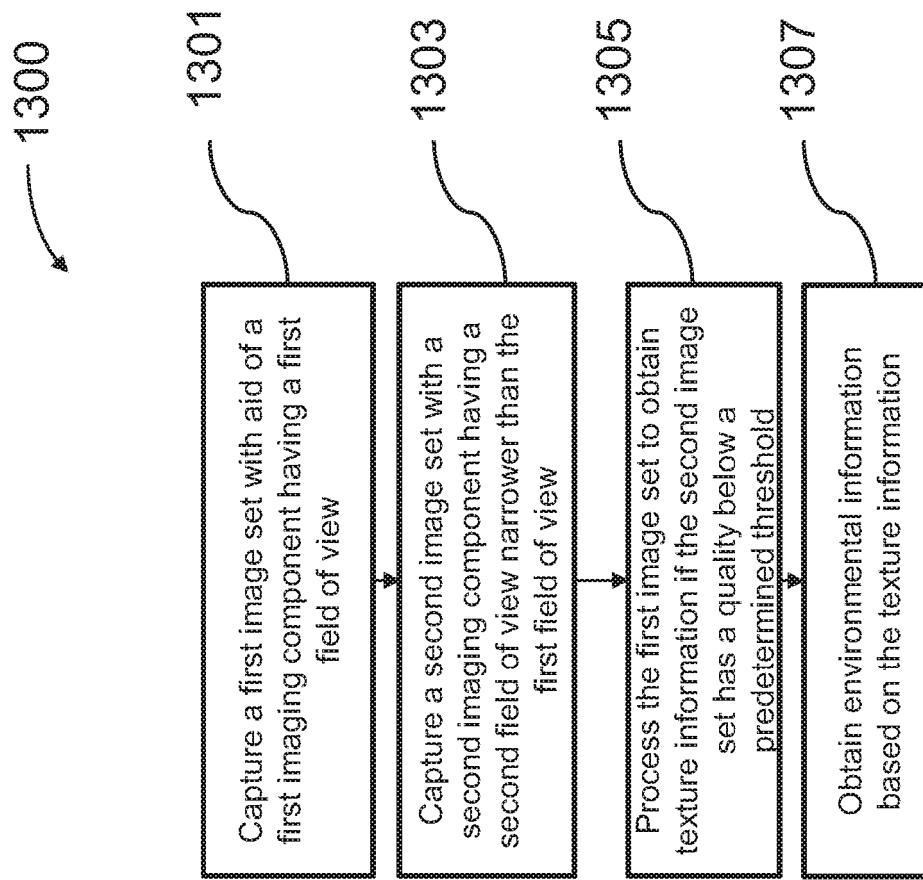 1300
Capture a first image set with aid of a
first imaging component having a first
field of view
1301
Capture a second image set with a
second imaging component having a
second field of view narrower than the
first field of view
1303
Process the first image set to obtain
texture information if the second image
set has a quality below a
predetermined threshold
1305
Obtain environmental information
based on the texture information
1307